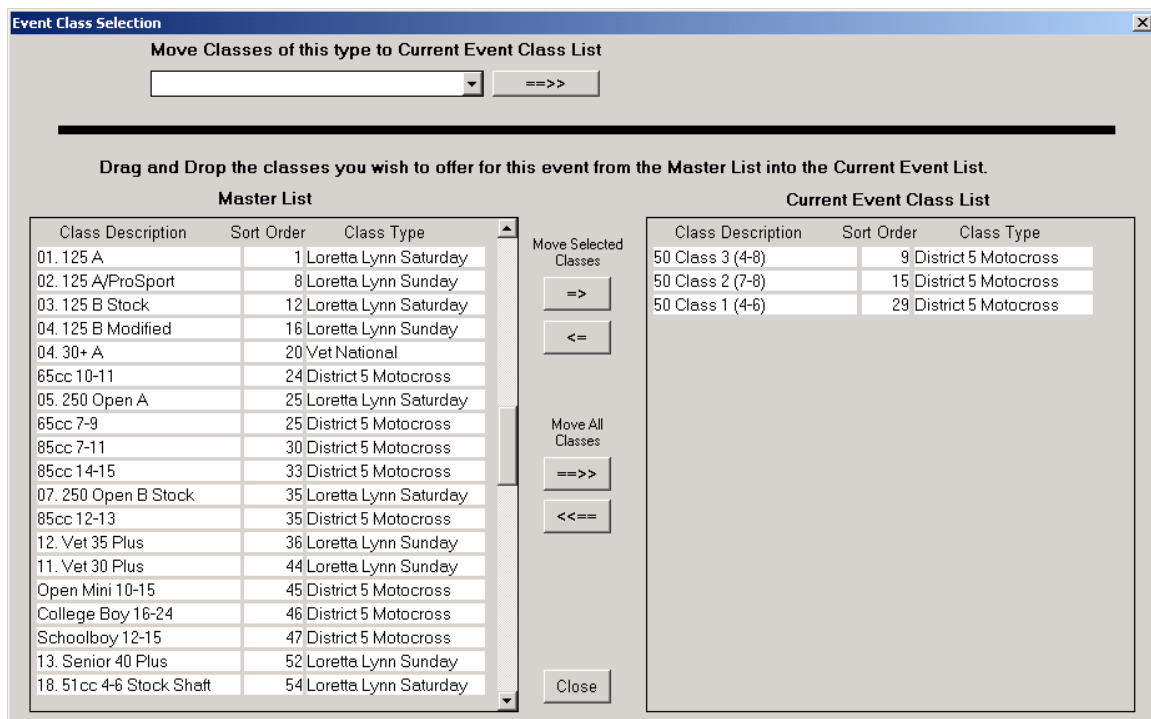 Event Class Selection
Move Classes of this type to Current Event Class List
==>>
Drag and Drop the classes you wish to offer for this event from the Master List into the Current Event List.
Master List
Class Description Sort Order Class Type
01. 125 A 1 Loretta Lynn Saturday
02. 125 A/ProSport 8 Loretta Lynn Sunday
03. 125 B Stock 12 Loretta Lynn Saturday
04. 125 B Modified 16 Loretta Lynn Sunday
04. 30+ A 20 Vet National
65cc 10-11 24 District 5 Motocross
05. 250 Open A 25 Loretta Lynn Saturday
65cc 7-9 25 District 5 Motocross
85cc 7-11 30 District 5 Motocross
85cc 14-15 33 District 5 Motocross
07. 250 Open B Stock 35 Loretta Lynn Saturday
85cc 12-13 35 District 5 Motocross
12. Vet 35 Plus 36 Loretta Lynn Sunday
11. Vet 30 Plus 44 Loretta Lynn Sunday
Open Mini 10-15 45 District 5 Motocross
College Boy 16-24 46 District 5 Motocross
Schoolboy 12-15 47 District 5 Motocross
13. Senior 40 Plus 52 Loretta Lynn Sunday
18. 51cc 4-6 Stock Shaft 54 Loretta Lynn Saturday
Move Selected
Classes
=>
<=
Move All
Classes
==>>
<<==
Close
Current Event Class List
Class Description Sort Order Class Type
50 Class 3 (4-8) 9 District 5 Motocross
50 Class 2 (7-8) 15 District 5 Motocross
50 Class 1 (4-6) 29 District 5 Motocross